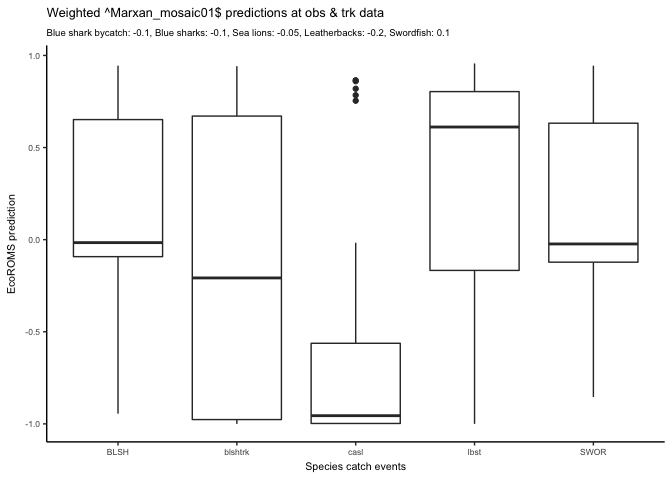 Weighted ^Marxan_mosaic01$ predictions at obs & trk data
Blue shark bycatch: -0.1, Blue sharks: -0.1, Sea lions: -0.05, Leatherbacks: -0.2, Swordfish: 0.1
1.0
0.5
0.0
-0.5
-1.0
EcoROMS prediction
BLSH blshtrk casl lbst SWOR
Species catch events